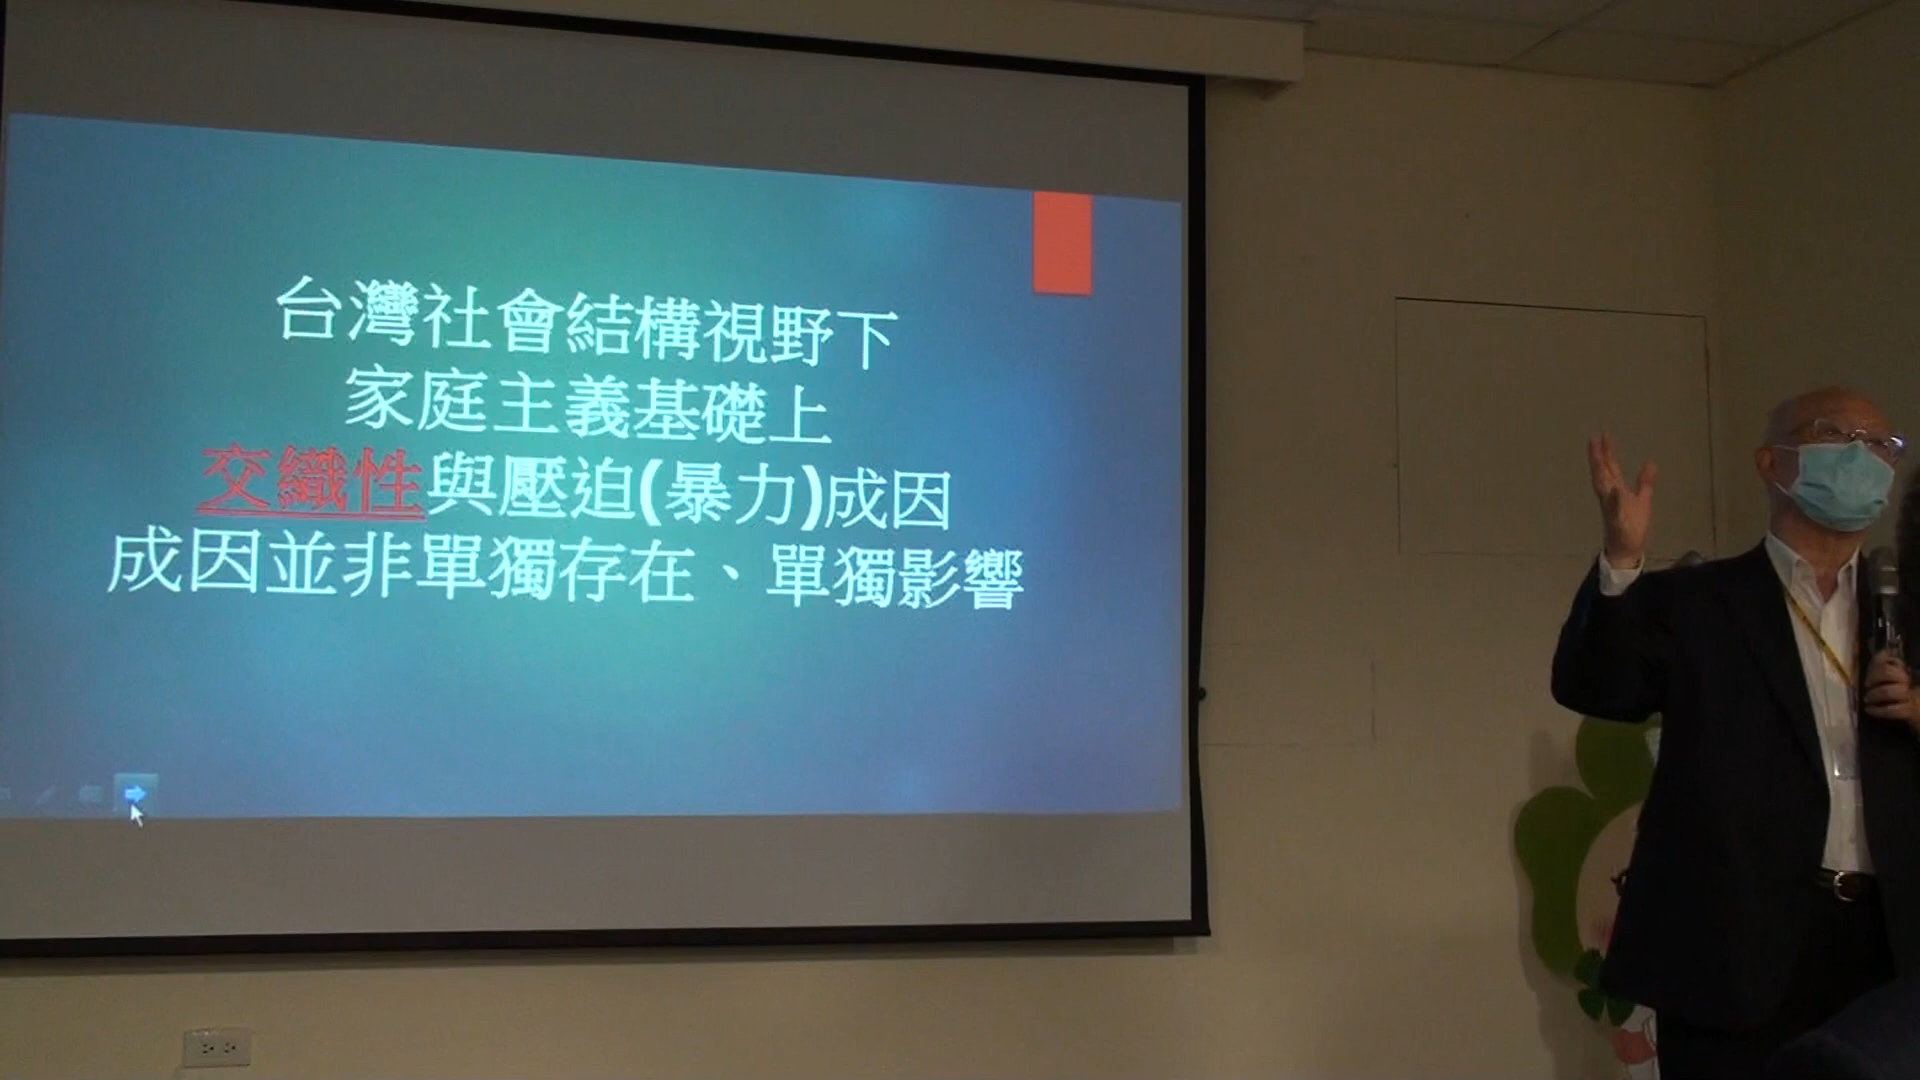 台灣社會結構視野下
家庭主義基礎上
交織性與壓迫(暴力)成因
成因並非單獨存在、單獨影響